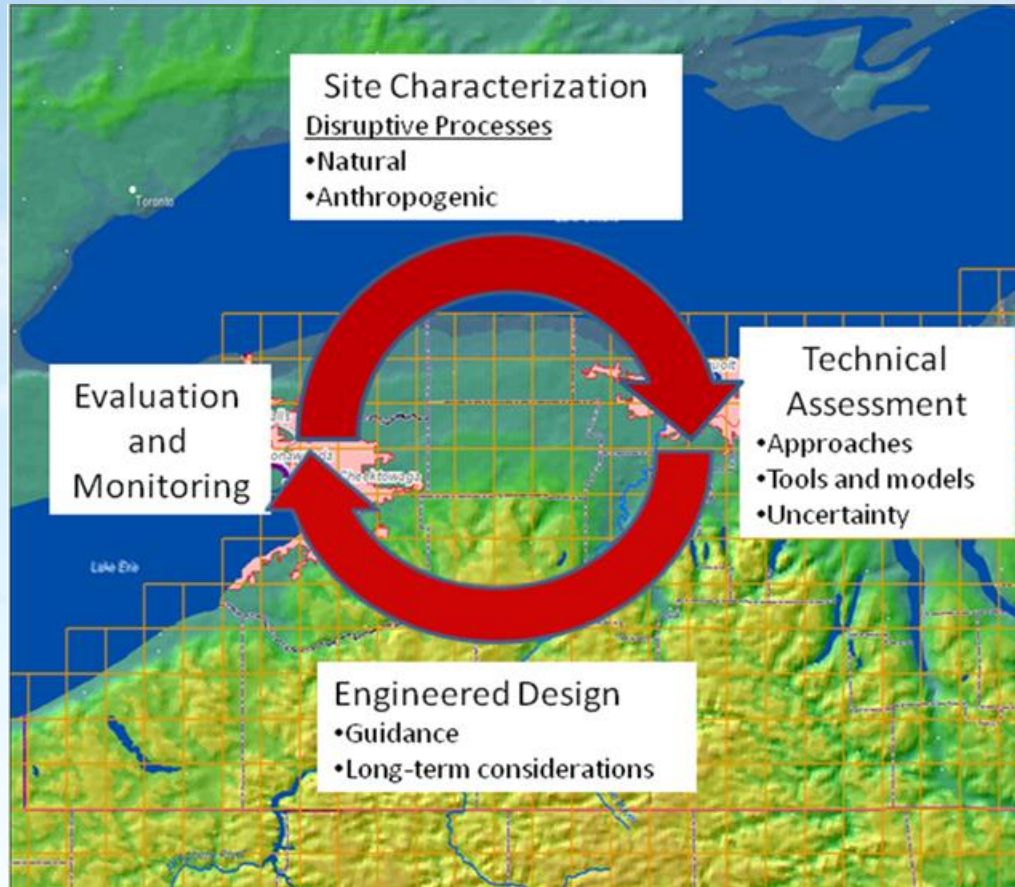 Site Characterization
Disruptive Processes
•Natural
•Anthropogenic
Toronto
Evaluation
and
Monitoring
Technical
Assessment
•Approaches
•Tools and models
•Uncertainty
Cheektowaga
Lake Erie
Engineered Design
•Guidance
•Long-term considerations